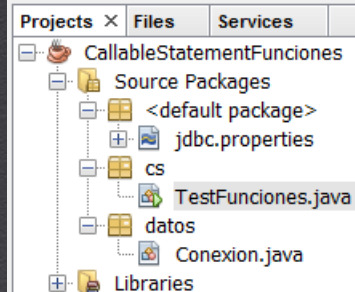 Projects × Files Services
CallableStatementFunciones
Source Packages
<default package>
jdbc.properties
cs
TestFunciones.java
datos
Conexion.java
Libraries